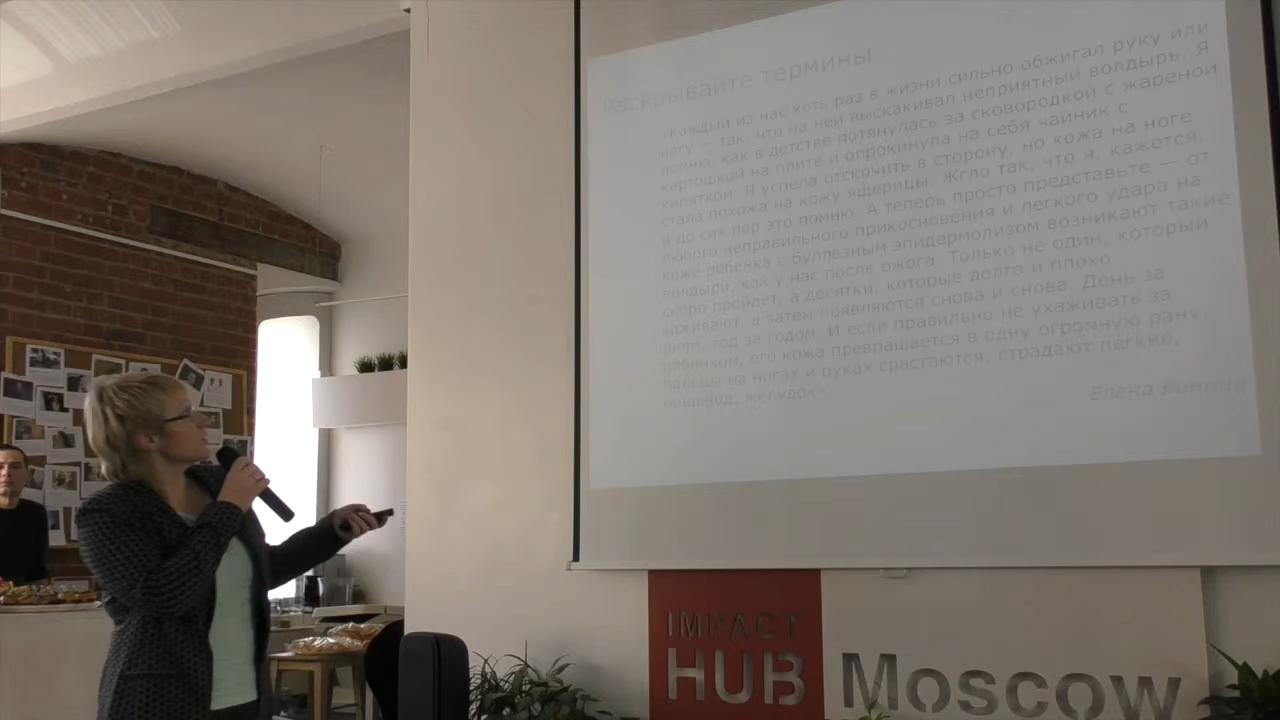 Раскрывайте термины
«Каждый из нас хоть раз в жизни сильно обжигал руку или
ногу — так, что на ней выскакивал неприятный волдырь. Я
помню, как в детстве потянулась за сковородкой с жареной
картошкой на плите и опрокинула на себя чайник с
кипятком. Я успела отскочить в сторону, но кожа на ноге
стала похожа на кожу ящерицы. Жгло так, что я, кажется,
и до сих пор это помню. А теперь просто представьте — от
любого неправильного прикосновения и легкого удара на
коже ребенка с буллезным эпидермолизом возникают такие
волдыри, как у нас после ожога. Только не один, который
скоро пройдет, а десятки, которые долго и плохо
заживают, а затем появляются снова и снова. День за
днем, год за годом. И если правильно не ухаживать за
ребенком, его кожа превращается в одну огромную рану,
пальцы на ногах и руках срастаются, страдают легкие,
пищевод, желудок».
Елена
IMPACT
HUB
Moscow